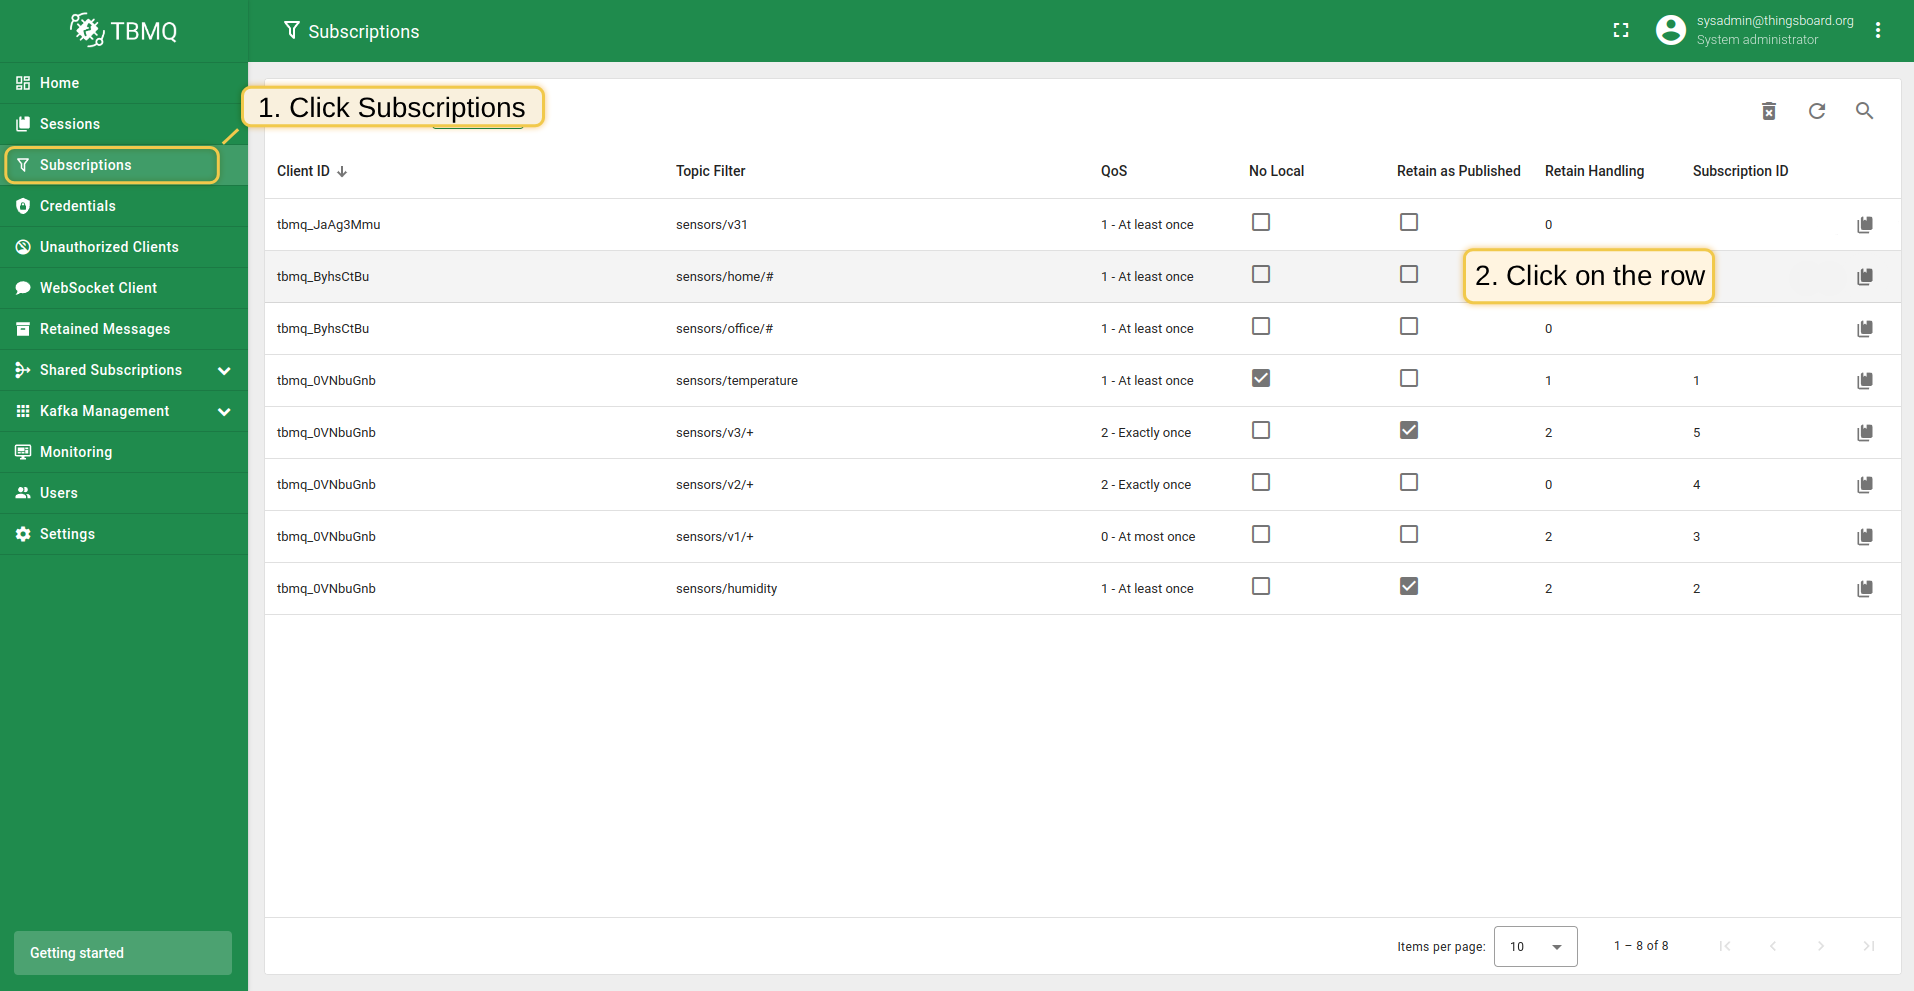 TBMQ
Subscriptions
sysadmin@thingsboard.org
System administrator
Home
Sessions
Subscriptions
Credentials
Unauthorized Clients
WebSocket Client
Retained Messages
Shared Subscriptions
Kafka Management
Monitoring
Users
Settings
Getting started
1. Click Subscriptions
Client ID Topic Filter QoS No Local Retain as Published Retain Handling Subscription ID
tbmq_JaAg3Mmu sensors/v31 1 - At least once 0
tbmq_ByhsCtBu sensors/home/# 1 - At least once
2. Click on the row
tbmq_ByhsCtBu sensors/office/# 1 - At least once 0
tbmq_0VNbuGnb sensors/temperature 1 - At least once 1 1
tbmq_0VNbuGnb sensors/v3/+ 2 - Exactly once 2 5
tbmq_0VNbuGnb sensors/v2/+ 2 - Exactly once 0 4
tbmq_0VNbuGnb sensors/v1/+ 0 - At most once 2 3
tbmq_0VNbuGnb sensors/humidity 1 - At least once 2 2
Items per page: 10 1 – 8 of 8